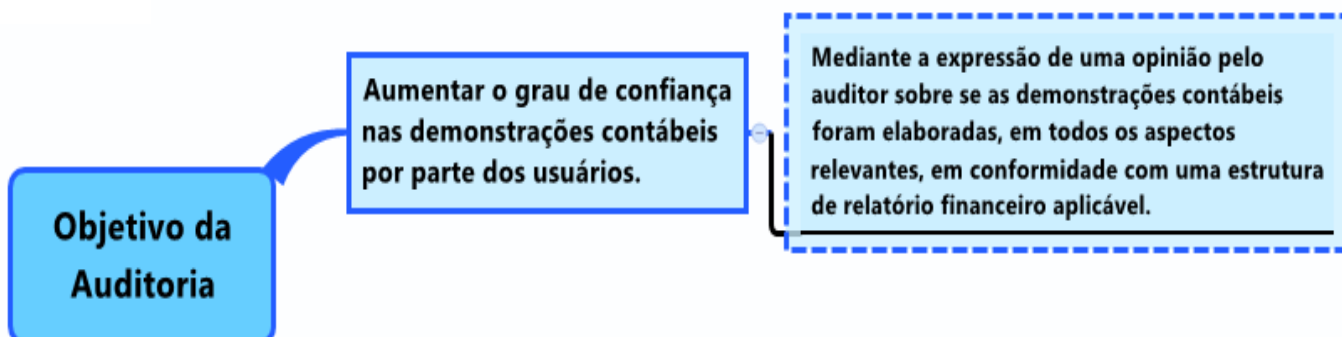 Objetivo da
Auditoria
Aumentar o grau de confiança
nas demonstrações contábeis
por parte dos usuários.
Mediante a expressão de uma opinião pelo
auditor sobre se as demonstrações contábeis
foram elaboradas, em todos os aspectos
relevantes, em conformidade com uma estrutura
de relatório financeiro aplicável.